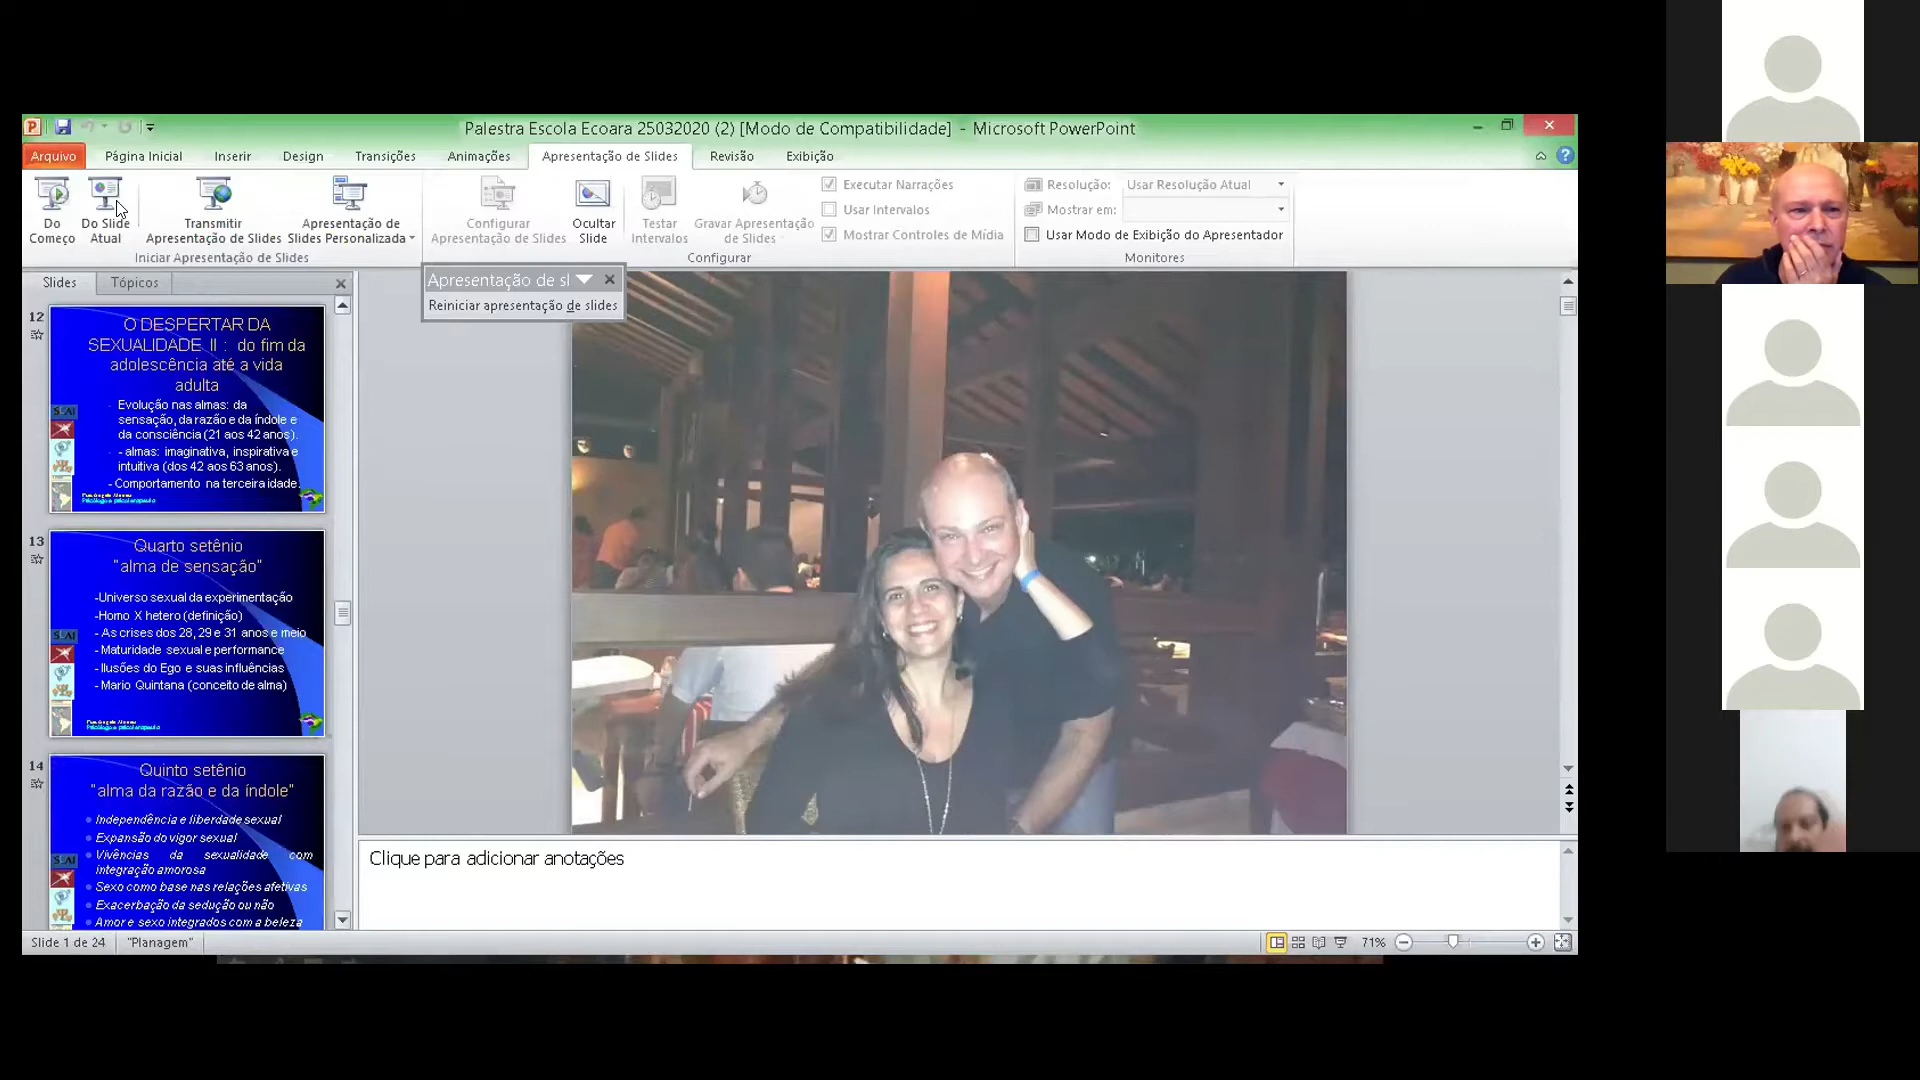 Palestra Escola Ecoara 25032020 (2) [Modo de Compatibilidade] - Microsoft PowerPoint
Arquivo
Página Inicial
Inserir
Design
Transições
Animações
Apresentação de Slides
Revisão
Exibição
Do Começo
Do Slide Atual
Transmitir Apresentação de Slides
Apresentação de Slides Personalizada
Iniciar Apresentação de Slides
Configurar Apresentação de Slides
Ocultar Slide
Testar Intervalos
Gravar Apresentação de Slides
Executar Narrações
Usar Intervalos
Mostrar Controles de Mídia
Configurar
Resolução: Usar Resolução Atual
Mostrar em:
Usar Modo de Exibição do Apresentador
Monitores
Slides
Tópicos
Apresentação de sl
Reiniciar apresentação de slides
12
O DESPERTAR DA
SEXUALIDADE II : do fim da
adolescência até a vida
adulta
Evolução nas almas: da
sensação, da razão e da índole e
da consciência (21 aos 42 anos).
- almas: imaginativa, inspirativa e
intuitiva (dos 42 aos 63 anos).
- Comportamento na terceira idade.
13
Quarto setênio
"alma de sensação"
-Universo sexual da experimentação
-Homo X hetero (definição)
- As crises dos 28, 29 e 31 anos e meio
- Maturidade sexual e performance
- Ilusões do Ego e suas influências
- Mario Quintana (conceito de alma)
14
Quinto setênio
"alma da razão e da índole"
Independência e liberdade sexual
Expansão do vigor sexual
Vivências da sexualidade com
integração amorosa
Sexo como base nas relações afetivas
Exacerbação da sedução ou não
Amor e sexo integrados com a beleza
Clique para adicionar anotações
Slide 1 de 24
"Planagem"
71%